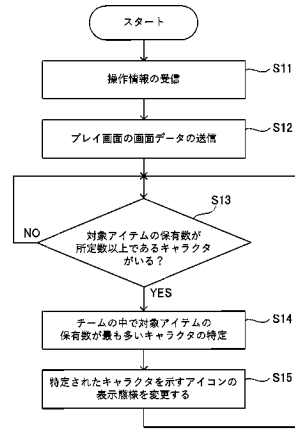 スタート
操作情報の受信
S11
プレイ画面の画面データの送信
S12
S13
対象アイテムの保有数が
所定数以上であるキャラクタ
がいる？
NO
YES
チームの中で対象アイテムの
保有数が最も多いキャラクタの特定
S14
特定されたキャラクタを示すアイコンの
表示態様を変更する
S15